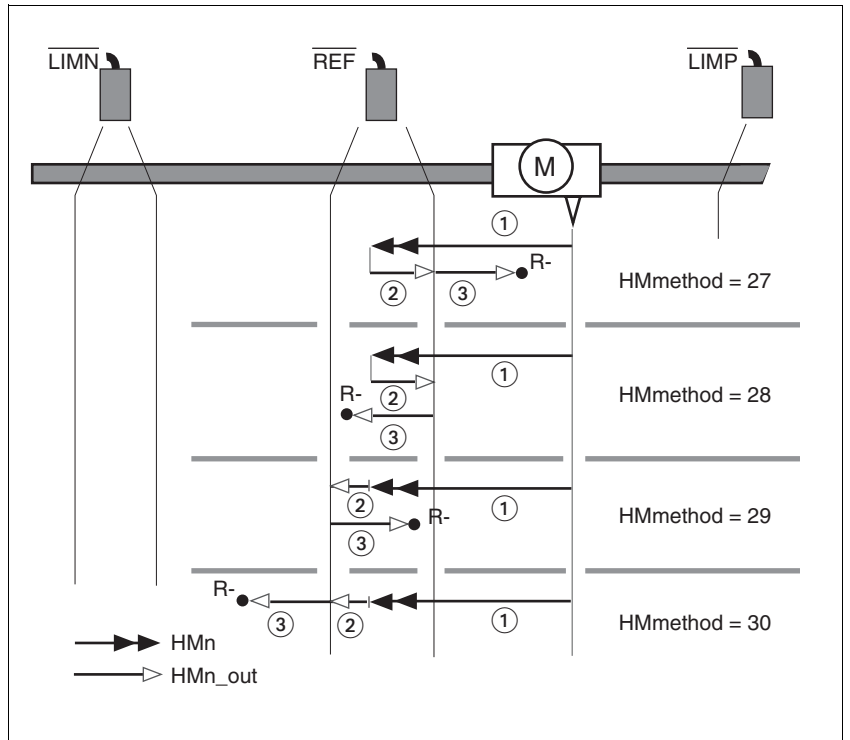 LIMN REF LIMP
M
①
R-
② ③
HMmethod = 27
①
②
R-
③
HMmethod = 28
②
①
R-
③
HMmethod = 29
R-
③ ② ①
HMmethod = 30
HMn
HMn_out